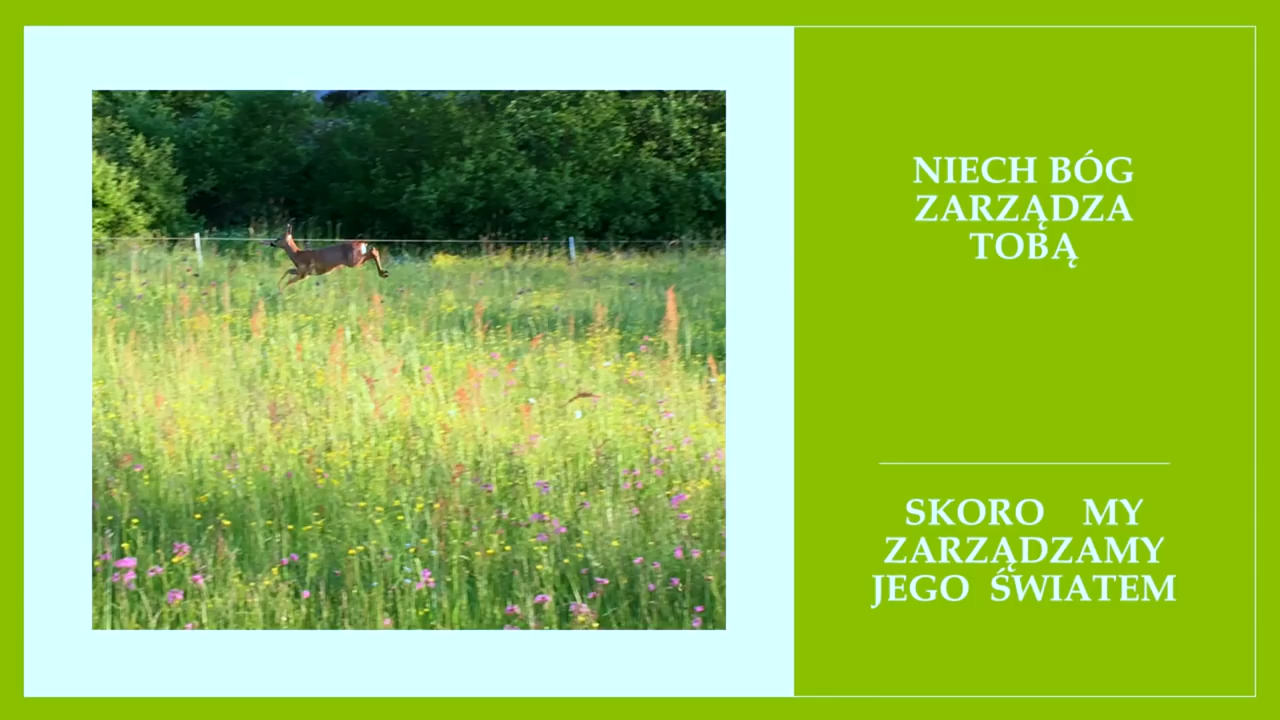 NIECH BÓG
ZARZĄDZA
TOBĄ
SKORO MY
ZARZĄDZAMY
JEGO ŚWIATEM